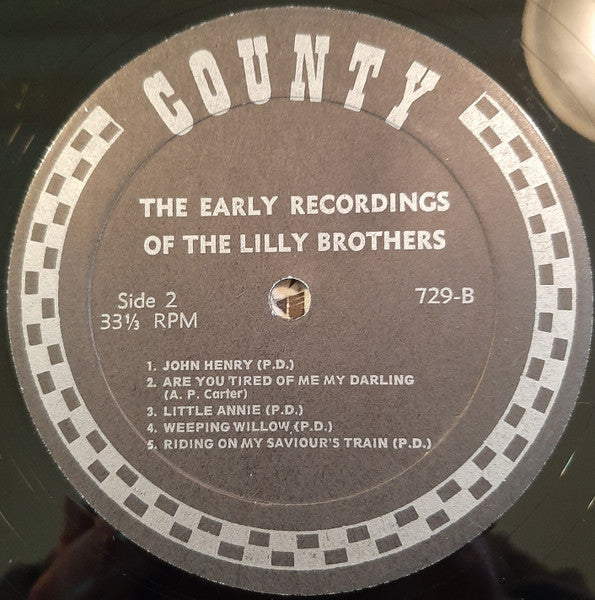 COUNTY
THE EARLY RECORDINGS
OF THE LILLY BROTHERS
Side 2
33⅓ RPM
729-B
1. JOHN HENRY (P.D.)
2. ARE YOU TIRED OF ME MY DARLING
(A. P. Carter)
3. LITTLE ANNIE (P.D.)
4. WEEPING WILLOW (P.D.)
5. RIDING ON MY SAVIOUR'S TRAIN (P.D.)